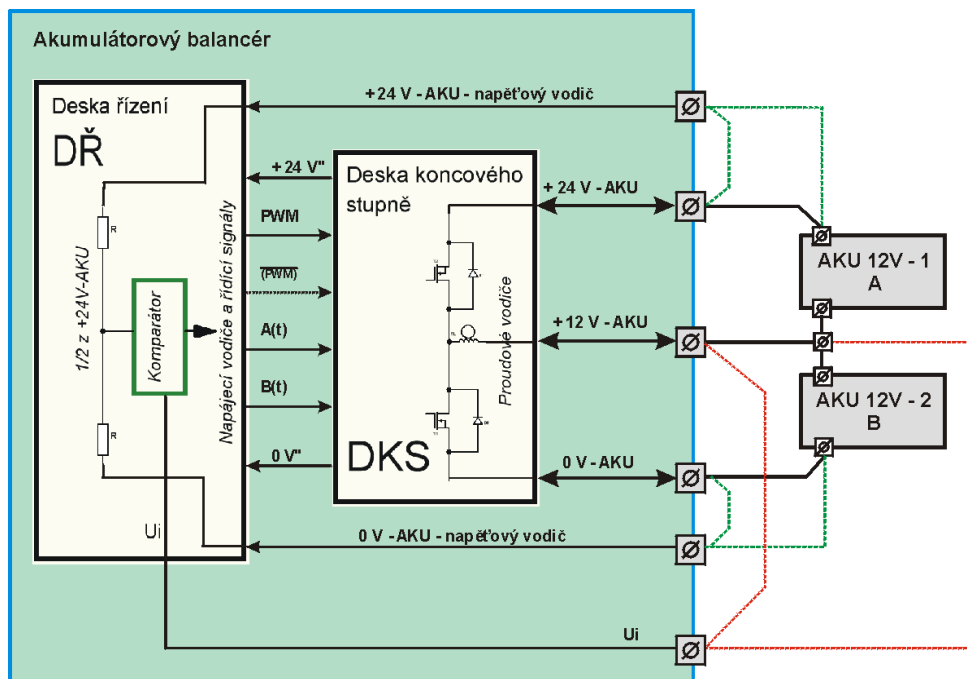 Akumulátorový balancér
Deska řízení
DŘ
+24 V - AKU - napěťový vodič
+ 24 V"
PWM
(PWM)
A(t)
B(t)
0 V"
Napájecí vodiče a řídící signály
R
1/2 z +24V-AKU
Komparátor
R
Ui
Deska koncového
stupně
Proudové vodiče
DKS
+ 24 V - AKU
+ 12 V - AKU
0 V - AKU
0 V - AKU - napěťový vodič
Ui
AKU 12V - 1
A
AKU 12V - 2
B